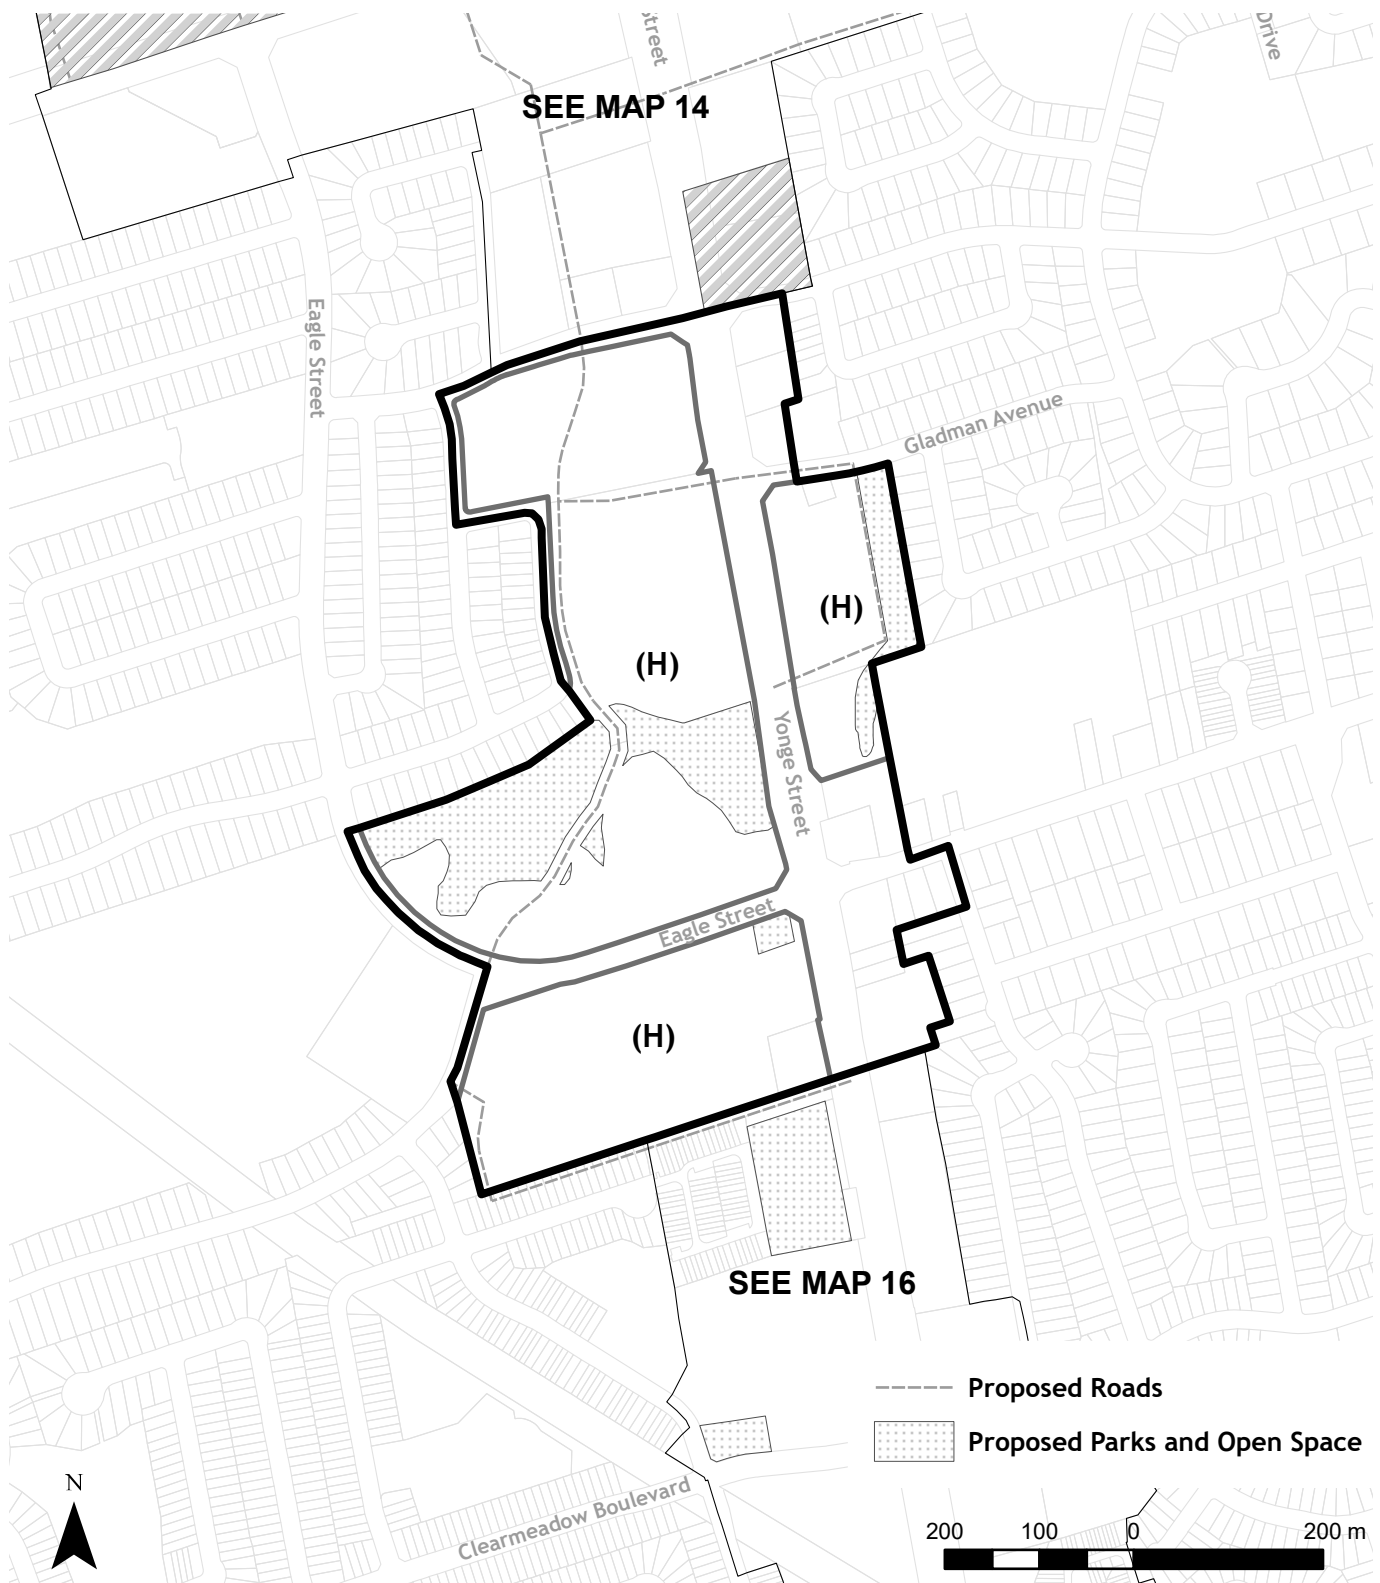 Street
Drive
SEE MAP 14
Eagle Street
Gladman Avenue
(H)
(H)
Yonge Street
Eagle Street
(H)
SEE MAP 16
Proposed Roads
Proposed Parks and Open Space
N
Clearmeadow Boulevard
200 100 0 200 m